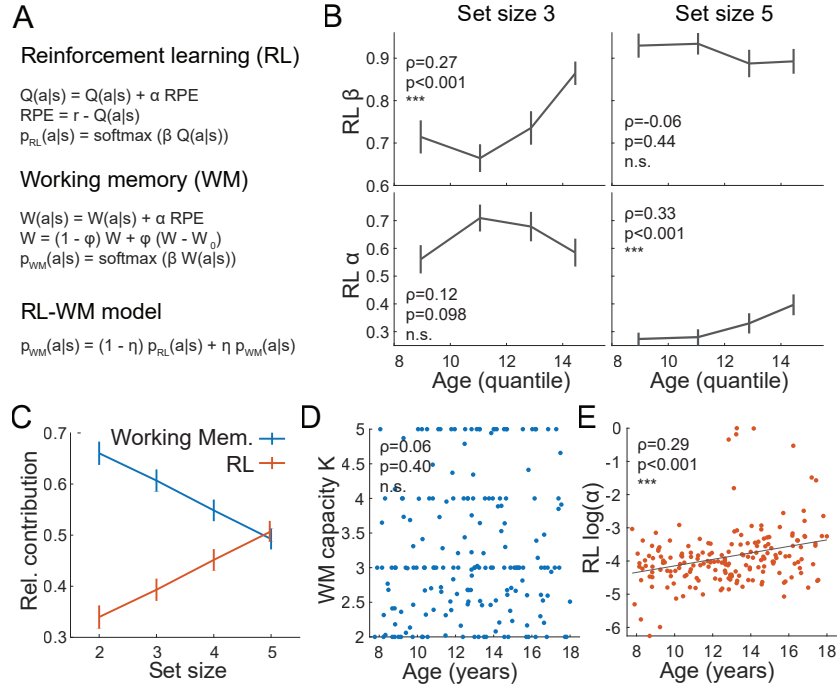 A
Reinforcement learning (RL)
Q(a|s) = Q(a|s) + α RPE
RPE = r - Q(a|s)
p_RL(a|s) = softmax (β Q(a|s))
Working memory (WM)
W(a|s) = W(a|s) + α RPE
W = (1 - φ) W + φ (W - W_0)
p_WM(a|s) = softmax (β W(a|s))
RL-WM model
p_WM(a|s) = (1 - η) p_RL(a|s) + η p_WM(a|s)
B
Set size 3
Set size 5
RL β
0.9
0.8
0.7
0.6
ρ=0.27
p<0.001
***
ρ=-0.06
p=0.44
n.s.
RL α
0.7
0.6
0.5
0.4
0.3
ρ=0.12
p=0.098
n.s.
ρ=0.33
p<0.001
***
8 10 12 14
8 10 12 14
Age (quantile)
Age (quantile)
C
Rel. contribution
0.7
0.6
0.5
0.4
0.3
Working Mem.
RL
2 3 4 5
Set size
D
WM capacity K
5
4.5
4
3.5
3
2.5
2
ρ=0.06
p=0.40
n.s.
8 10 12 14 16 18
Age (years)
E
RL log(α)
0
-1
-2
-3
-4
-5
-6
ρ=0.29
p<0.001
***
8 10 12 14 16 18
Age (years)